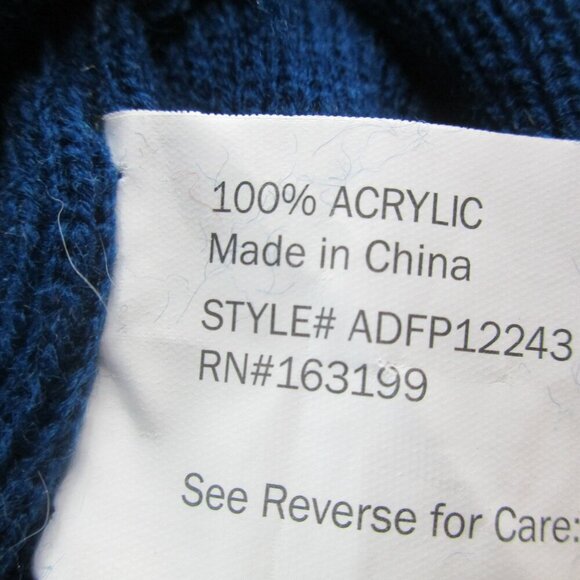 100% ACRYLIC
Made in China
STYLE# ADFP12243
RN#163199
See Reverse for Care: